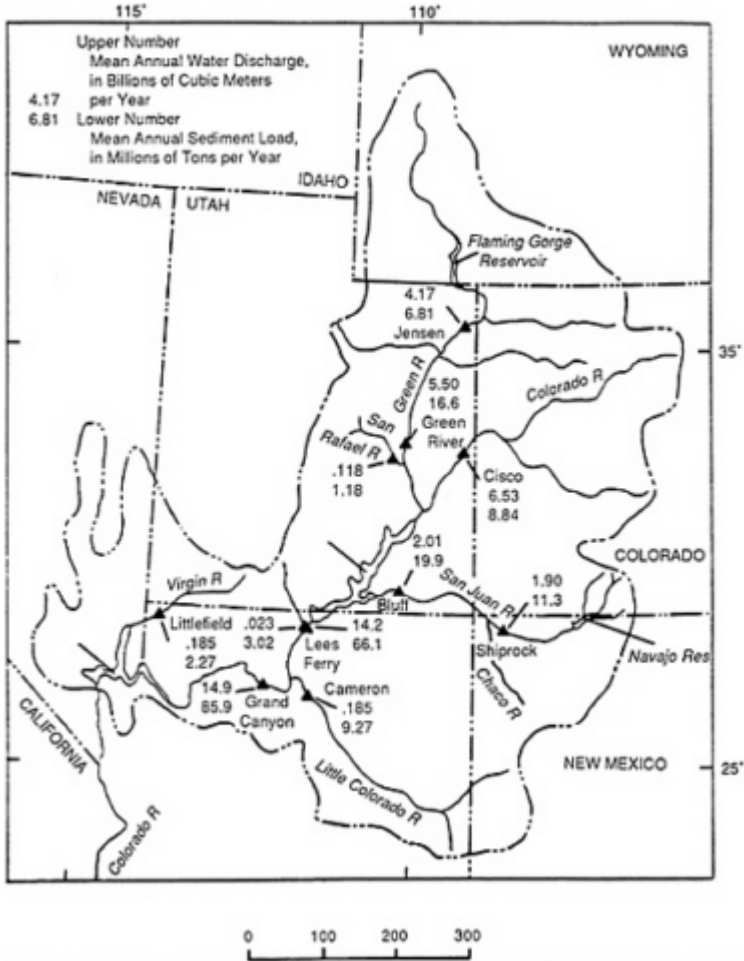 115°
110°
Upper Number
Mean Annual Water Discharge,
in Billions of Cubic Meters
4.17 per Year
6.81 Lower Number
Mean Annual Sediment Load,
in Millions of Tons per Year
WYOMING
IDAHO
NEVADA
UTAH
Flaming Gorge
Reservoir
4.17
6.81
Jensen
35°
Green R
Colorado R
5.50
16.6
Green
River
San
Rafael R
.118
1.18
Cisco
6.53
8.84
2.01
19.9
COLORADO
Bluff
San Juan R
1.90
11.3
Virgin R
Littlefield
.185
2.27
.023
3.02
Lees
Ferry
14.2
66.1
Shiprock
Navajo Res
Chaco R
14.9
85.9
Grand
Canyon
Cameron
.185
9.27
CALIFORNIA
Little Colorado R
NEW MEXICO
25°
Colorado R
0 100 200 300